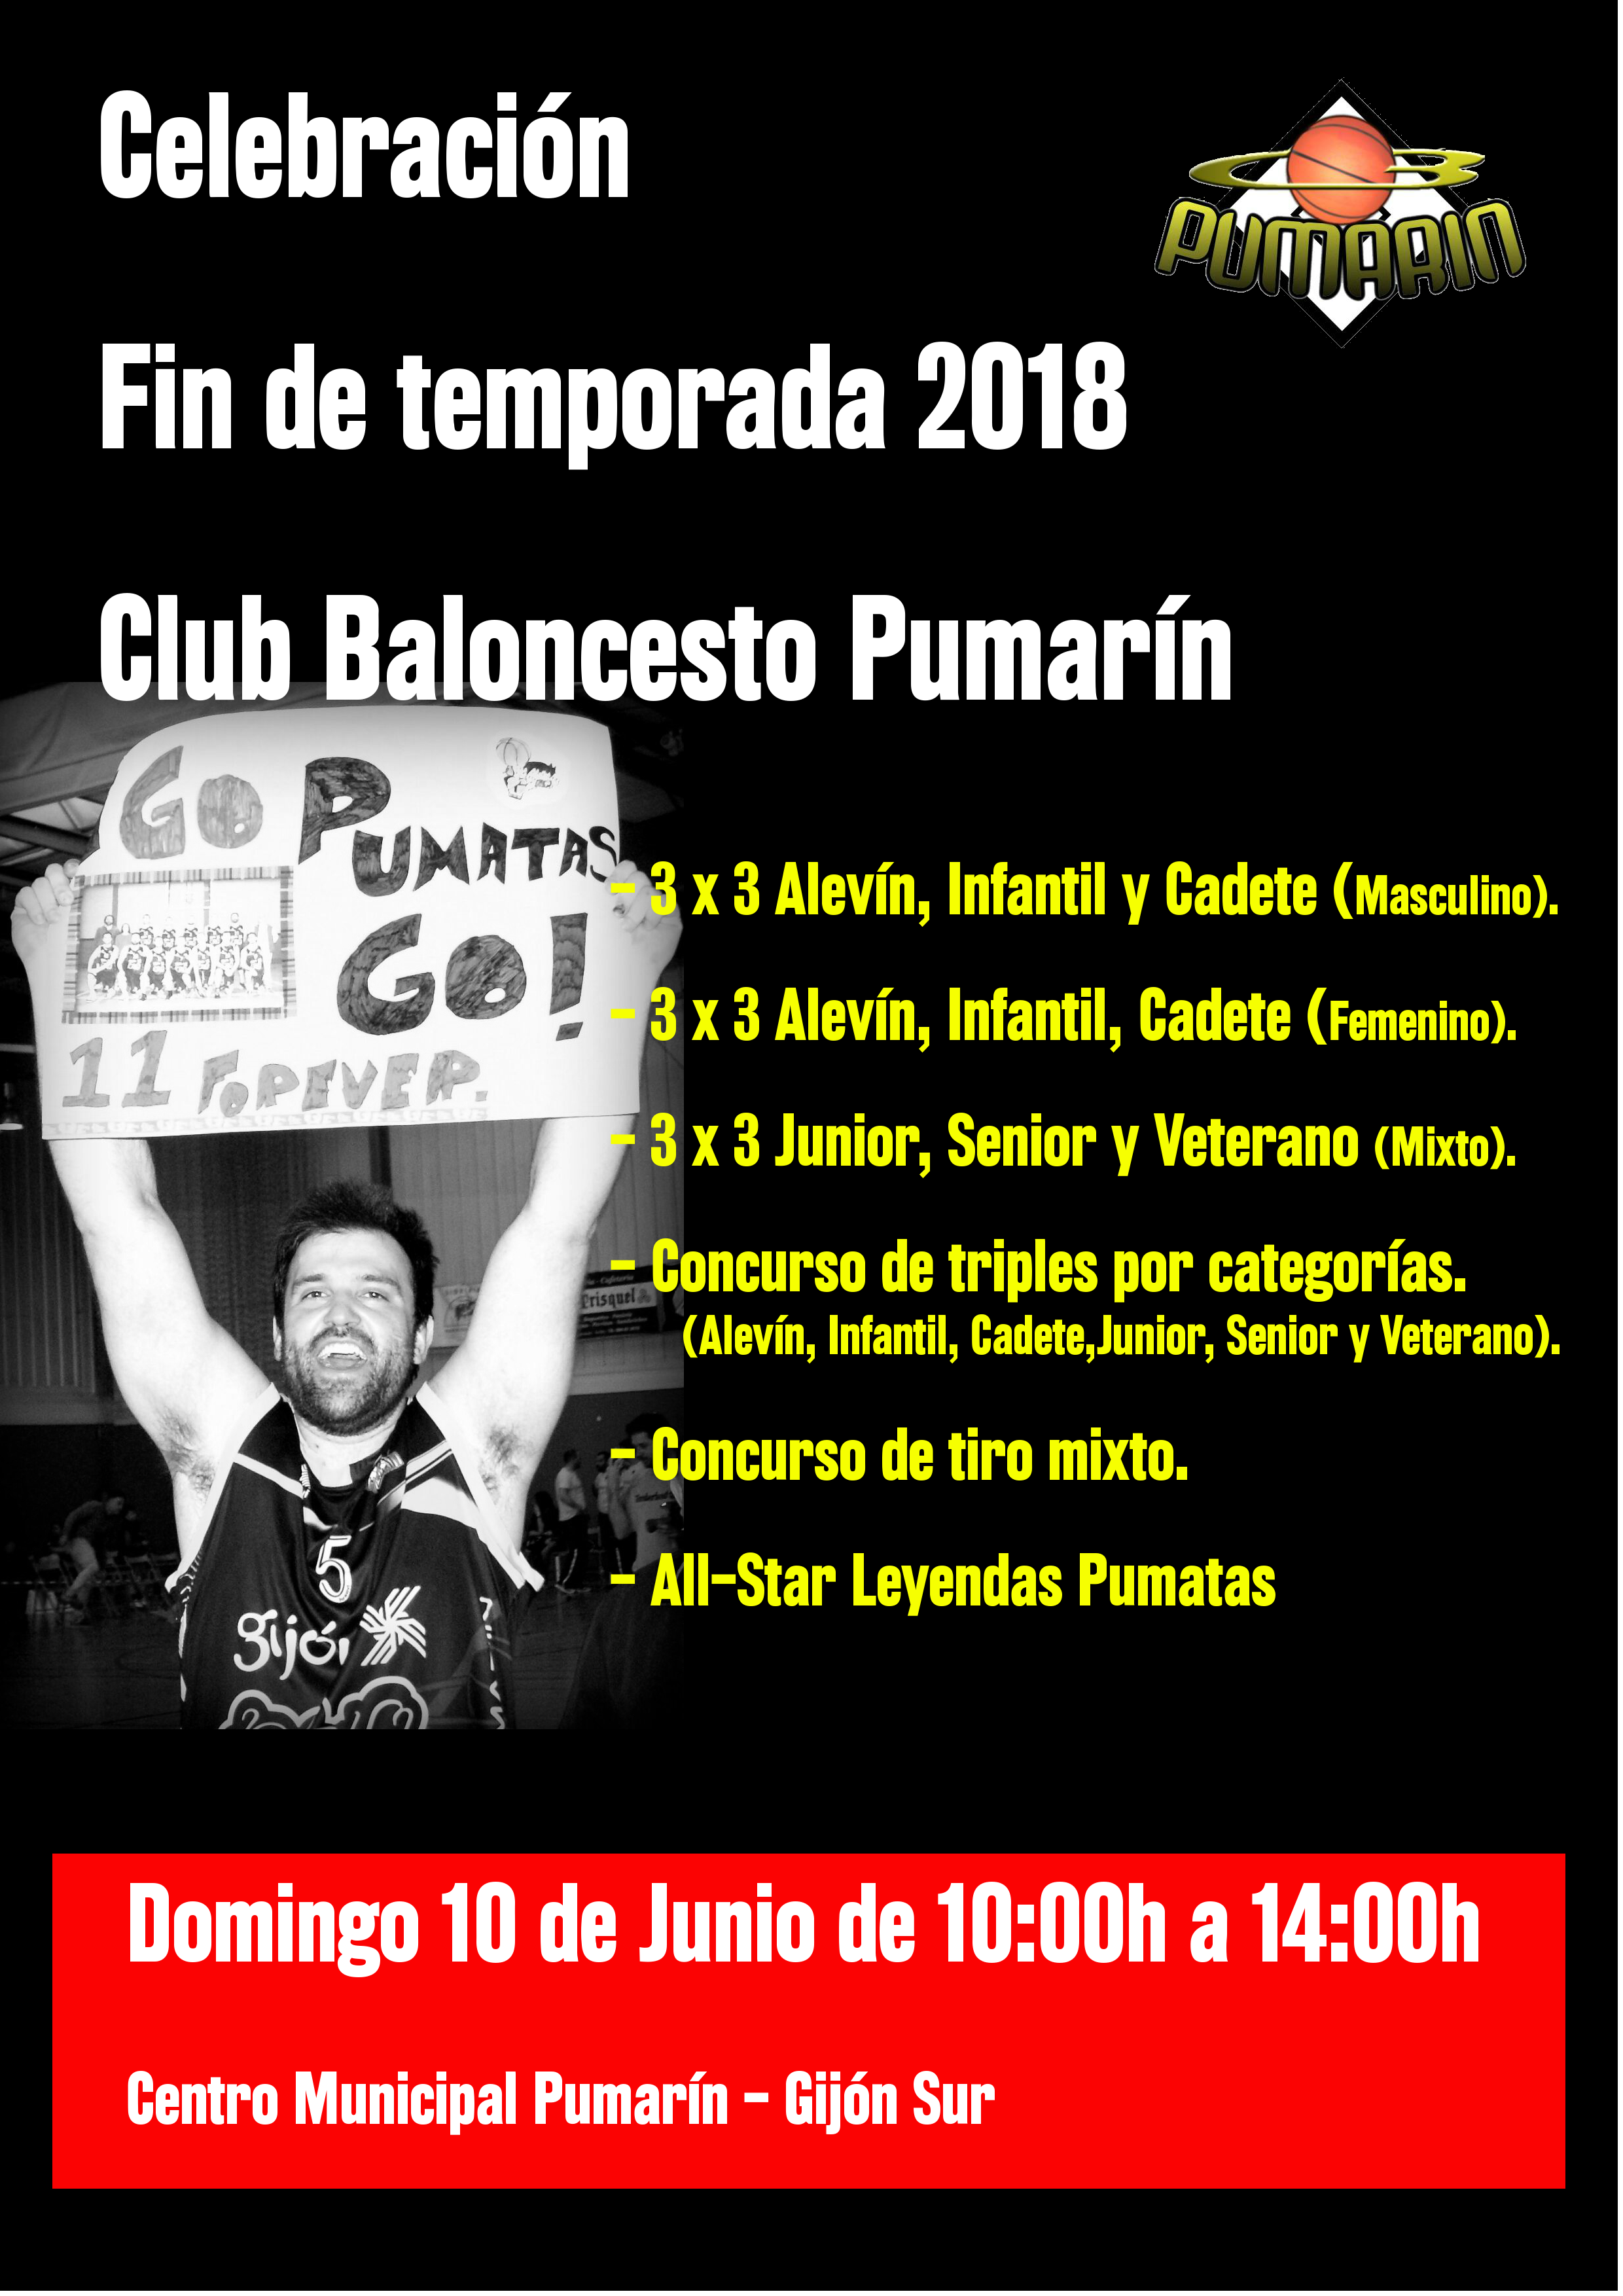 Celebración
PUMARIN
Fin de temporada 2018
Club Baloncesto Pumarín
GO PUMATAS
GO!
11 FOREVER.
- 3 x 3 Alevín, Infantil y Cadete (Masculino).
- 3 x 3 Alevín, Infantil, Cadete (Femenino).
- 3 x 3 Junior, Senior y Veterano (Mixto).
- Concurso de triples por categorías.
(Alevín, Infantil, Cadete,Junior, Senior y Veterano).
- Concurso de tiro mixto.
- All-Star Leyendas Pumatas
5
gijón
Domingo 10 de Junio de 10:00h a 14:00h
Centro Municipal Pumarín - Gijón Sur